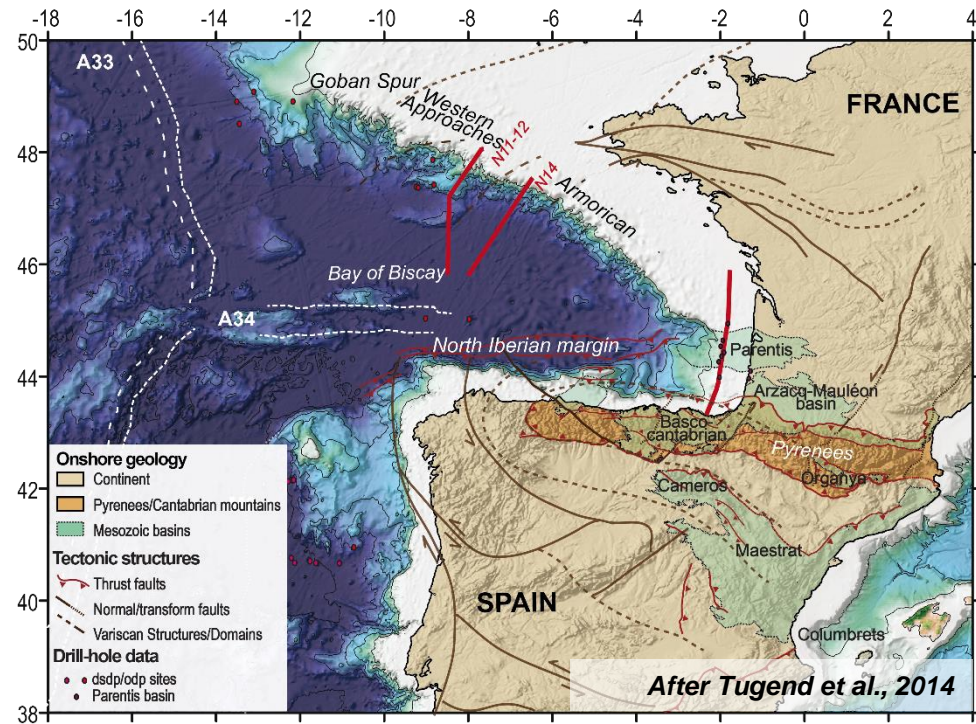 -18 -16 -14 -12 -10 -8 -6 -4 -2 0 2 4
50
48
46
44
42
40
38
A33
Goban Spur
Western
Approaches
N11-12
N14
Armorican
FRANCE
Bay of Biscay
A34
North Iberian margin
Parentis
Arzacq-Mauléon
basin
Basco-
cantabrian
Pyrenees
Organya
Cameros
Maestrat
SPAIN
Columbrets
Onshore geology
Continent
Pyrenees/Cantabrian mountains
Mesozoic basins
Tectonic structures
Thrust faults
Normal/transform faults
Variscan Structures/Domains
Drill-hole data
dsdp/odp sites
Parentis basin
After Tugend et al., 2014